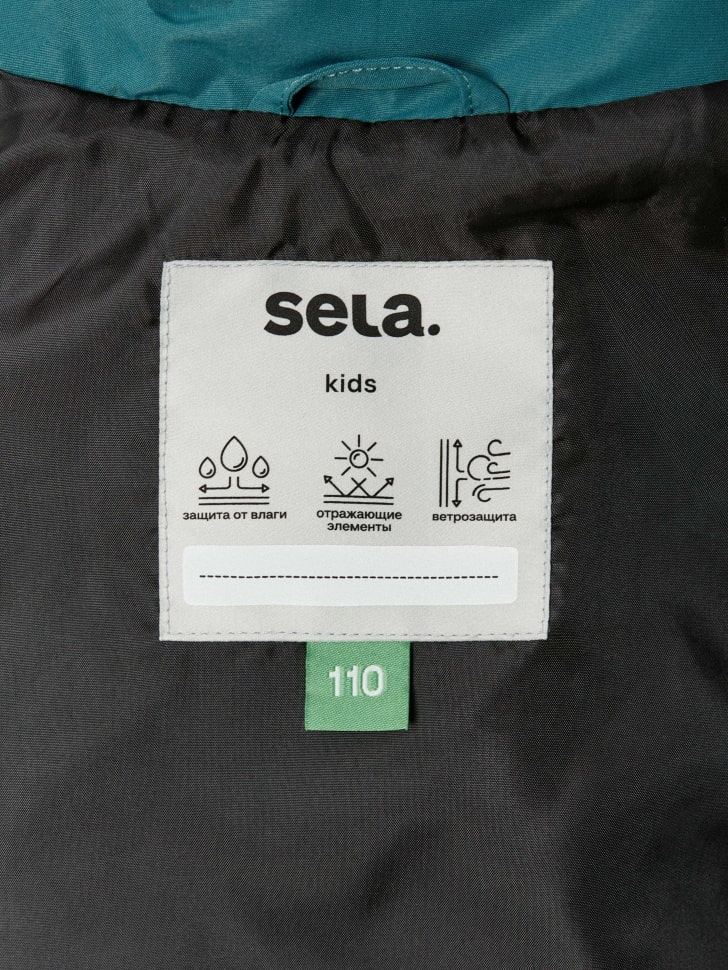 sela.
kids
защита от влаги
отражающие
элементы
ветрозащита
110